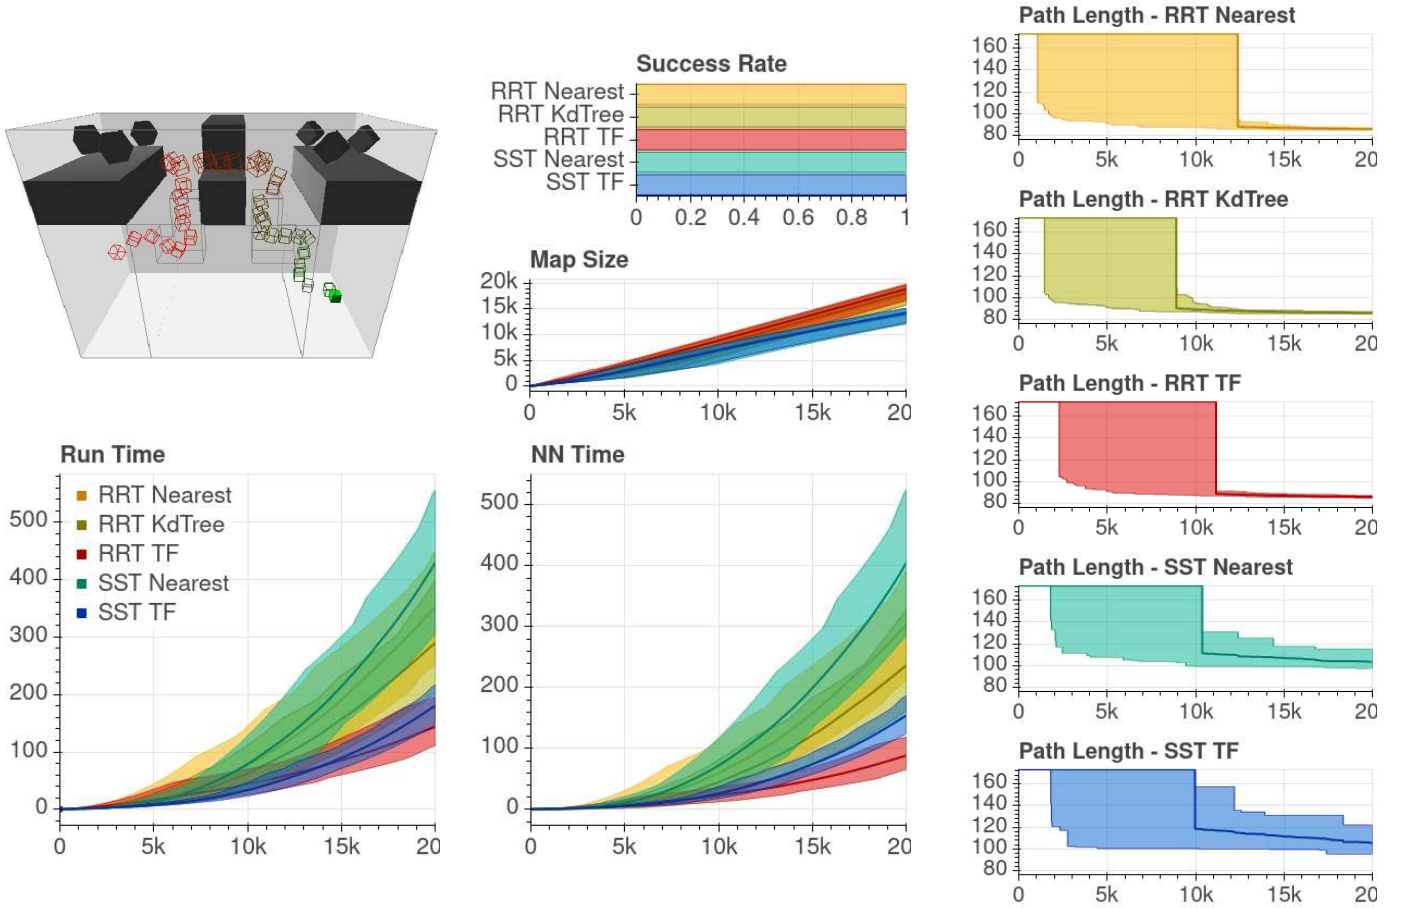 Success Rate
RRT Nearest
RRT KdTree
RRT TF
SST Nearest
SST TF
0 0.2 0.4 0.6 0.8 1
Map Size
20k
15k
10k
5k
0
0 5k 10k 15k 20
Run Time
RRT Nearest
RRT KdTree
RRT TF
SST Nearest
SST TF
500
400
300
200
100
0
0 5k 10k 15k 20
NN Time
500
400
300
200
100
0
0 5k 10k 15k 20
Path Length - RRT Nearest
160
140
120
100
80
0 5k 10k 15k 20
Path Length - RRT KdTree
160
140
120
100
80
0 5k 10k 15k 20
Path Length - RRT TF
160
140
120
100
80
0 5k 10k 15k 20
Path Length - SST Nearest
160
140
120
100
80
0 5k 10k 15k 20
Path Length - SST TF
160
140
120
100
80
0 5k 10k 15k 20